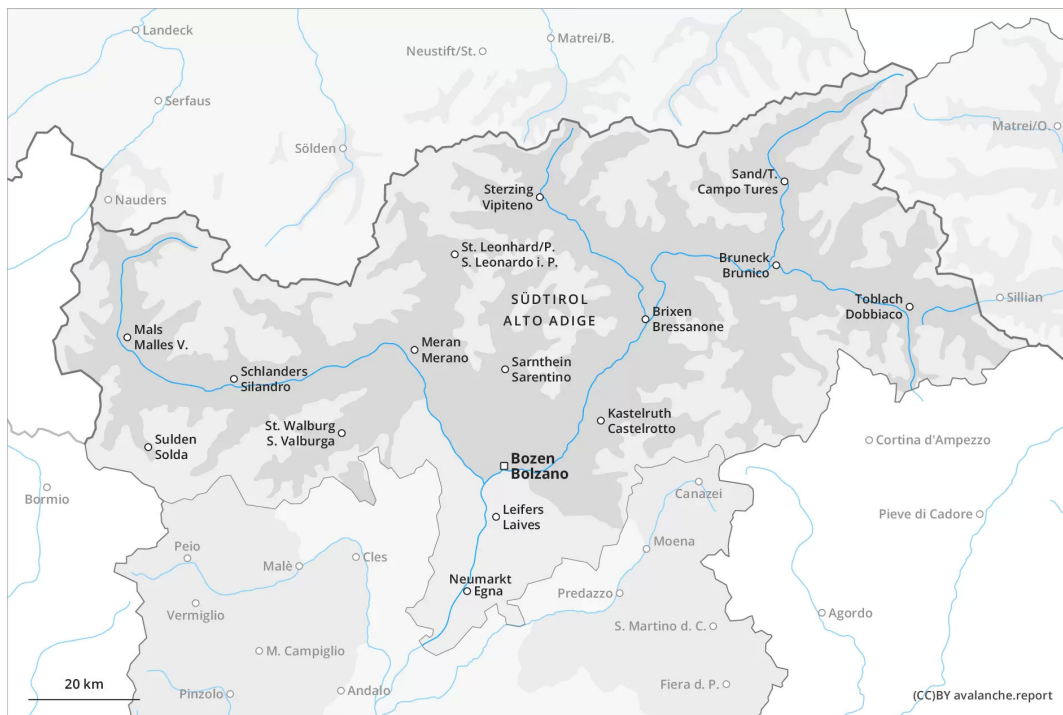 Landeck
Matrei/B.
Neustift/St.
Serfaus
Matrei/O.
Sölden
Sand/T.
Campo Tures
Sterzing
Vipiteno
Nauders
St. Leonhard/P.
S. Leonardo i. P.
Bruneck
Brunico
SÜDTIROL
ALTO ADIGE
Toblach
Dobbiaco
Sillian
Brixen
Bressanone
Mals
Malles V.
Meran
Merano
Sarnthein
Sarentino
Schlanders
Silandro
Kastelruth
Castelrotto
St. Walburg
S. Valburga
Sulden
Solda
Cortina d'Ampezzo
Bozen
Bolzano
Bormio
Canazei
Leifers
Laives
Pieve di Cadore
Peio
Moena
Malè
Cles
Neumarkt
Egna
Predazzo
Vermiglio
Agordo
S. Martino d. C.
M. Campiglio
20 km
Pinzolo
Andalo
Fiera d. P.
(CC)BY avalanche.report